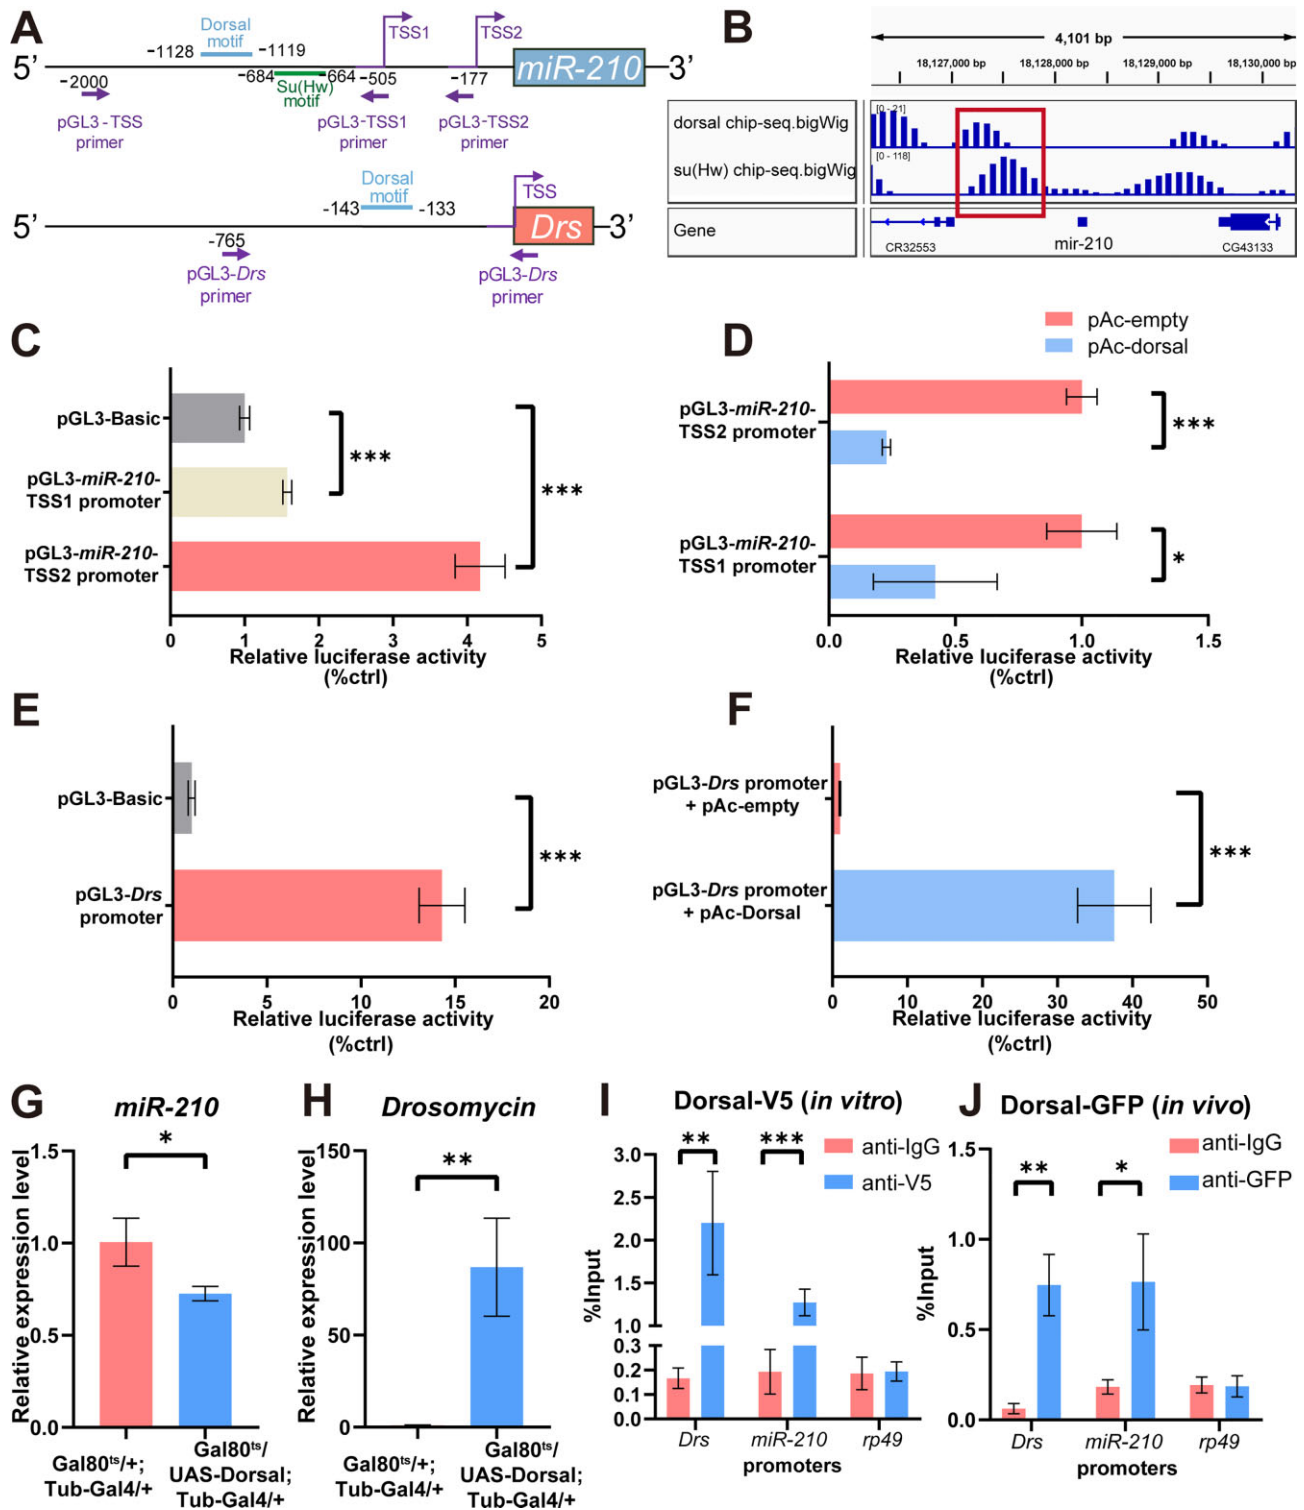 A
Dorsal
motif
-1128
-1119
TSS1
TSS2
5'
-2000
-684
-664
Su(Hw)
motif
-505
-177
miR-210
3'
pGL3-TSS
primer
pGL3-TSS1
primer
pGL3-TSS2
primer
Dorsal
motif
-143
-133
TSS
5'
-765
Drs
3'
pGL3-Drs
primer
pGL3-Drs
primer
B
4,101 bp
18,127,000 bp
18,128,000 bp
18,129,000 bp
18,130,000 bp
dorsal chip-seq.bigWig
[0 - 21]
su(Hw) chip-seq.bigWig
[0 - 118]
Gene
CR32553
mir-210
CG43133
C
pGL3-Basic
pGL3-miR-210-
TSS1 promoter
pGL3-miR-210-
TSS2 promoter
***
***
0 1 2 3 4 5
Relative luciferase activity
(%ctrl)
D
pAc-empty
pAc-dorsal
pGL3-miR-210-
TSS2 promoter
***
pGL3-miR-210-
TSS1 promoter
*
0.0 0.5 1.0 1.5
Relative luciferase activity
(%ctrl)
E
pGL3-Basic
pGL3-Drs
promoter
***
0 5 10 15 20
Relative luciferase activity
(%ctrl)
F
pGL3-Drs promoter
+ pAc-empty
pGL3-Drs promoter
+ pAc-Dorsal
***
0 10 20 30 40 50
Relative luciferase activity
(%ctrl)
G
miR-210
*
Relative expression level
1.5
1.0
0.5
0.0
Gal80ts/+;
Tub-Gal4/+
Gal80ts/
UAS-Dorsal;
Tub-Gal4/+
H
Drosomycin
**
Relative expression level
150
100
50
0
Gal80ts/+;
Tub-Gal4/+
Gal80ts/
UAS-Dorsal;
Tub-Gal4/+
I
Dorsal-V5 (in vitro)
anti-IgG
anti-V5
**
***
%Input
3.0
2.5
2.0
1.5
1.0
0.3
0.2
0.1
0.0
Drs
miR-210
rp49
promoters
J
Dorsal-GFP (in vivo)
anti-IgG
anti-GFP
**
*
%Input
1.5
1.0
0.5
0.0
Drs
miR-210
rp49
promoters